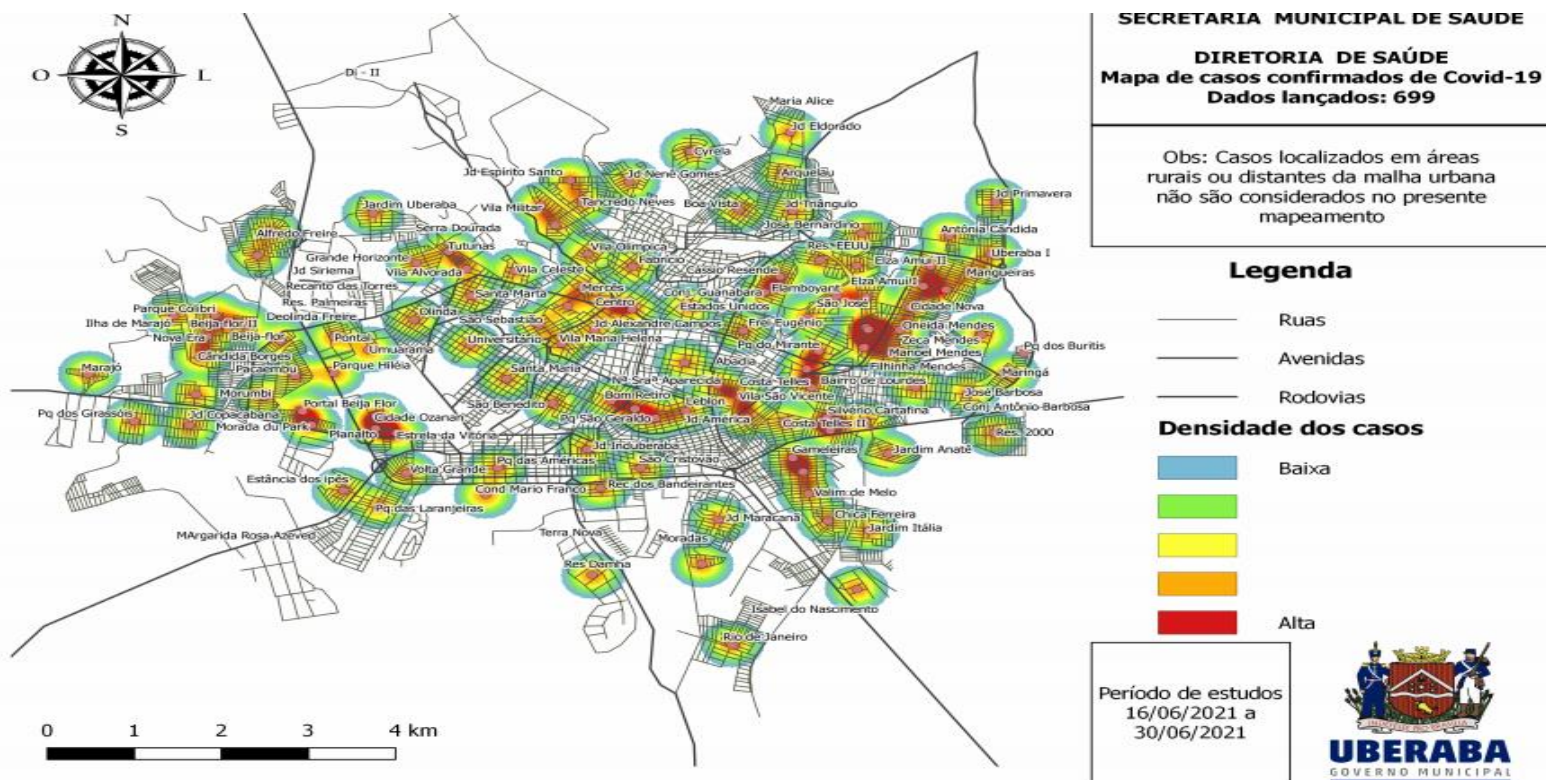 N
O
L
S
SECRETARIA MUNICIPAL DE SAÚDE
DIRETORIA DE SAÚDE
Mapa de casos confirmados de Covid-19
Dados lançados: 699
Obs: Casos localizados em áreas
rurais ou distantes da malha urbana
não são considerados no presente
mapeamento
Legenda
Ruas
Avenidas
Rodovias
Densidade dos casos
Baixa
Alta
Período de estudos
16/06/2021 a
30/06/2021
UBERABA
GOVERNO MUNICIPAL
Di - II
Maria Alice
Jd Eldorado
Cyrela
Jd Espírito Santo
Jd Nenê Gomes
Arquelau
Jd Primavera
Jardim Uberaba
Vila Militar
Tancredo Neves
Boa Vista
Jd Triângulo
José Bernardino
Antônia Cândida
Alfredo Freire
Serra Dourada
Tutunas
Vila Olímpica
Fabrício
Res. EEUU
Uberaba I
Grande Horizonte
Vila Alvorada
Vila Celeste
Cássio Resende
Elza Amuí II
Mangueiras
Jd Siriema
Recanto das Torres
Res. Palmeiras
Santa Marta
Mercês
Centro
Conj. Guanabara
Flamboyant
Elza Amuí I
Parque Colibri
Deolinda Freire
Estados Unidos
São José
Cidade Nova
Ilha de Marajó
Beija-flor II
Olinda
São Sebastião
Jd Alexandre Campos
Frei Eugênio
Oneida Mendes
Nova Era
Beija-flor
Pontal
Universitário
Vila Maria Helena
Pq do Mirante
Zeca Mendes
Manoel Mendes
Pq dos Buritis
Cândida Borges
Umuarama
Abadia
Marajó
Pacaembu
Parque Hiléia
Santa Maria
Filhinha Mendes
Maringá
Nª Srª Aparecida
Costa Telles
Bairro de Lourdes
Morumbi
Bom Retiro
Leblon
Vila São Vicente
José Barbosa
Portal Beija Flor
São Benedito
Pq dos Girassóis
Jd Copacabana
Cidade Ozanan
Pq São Geraldo
Jd América
Silvério Cartafina
Conj Antônio Barbosa
Morada du Park
Costa Telles II
Planalto
Estrela da Vitória
Res. 2000
Jd Induberaba
Gameleiras
Jardim Anatê
Volta Grande
Pq das Américas
São Cristovão
Estância dos ipês
Cond Mario Franco
Rec dos Bandeirantes
Valim de Melo
Pq das Laranjeiras
Jd Maracanã
Chica Ferreira
Jardim Itália
MArgarida Rosa Azeved
Terra Nova
Moradas
Res Damha
Isabel do Nascimento
Rio de Janeiro
0 1 2 3 4 km